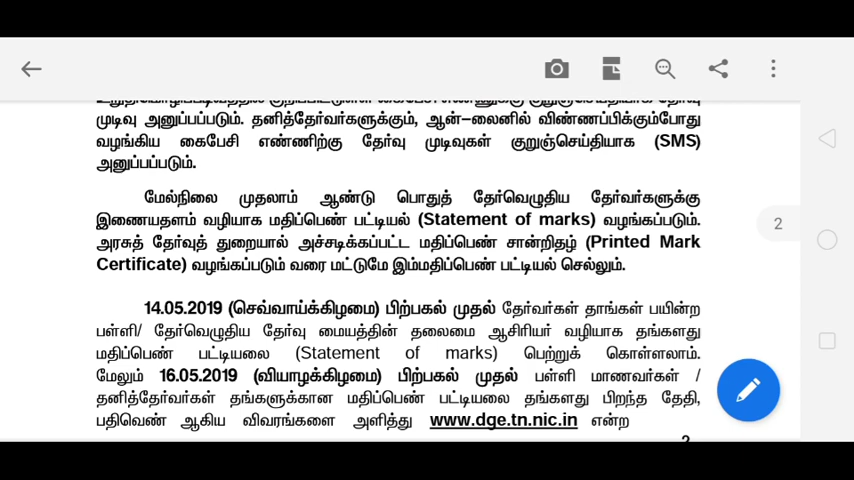 முடிவு அனுப்பப்படும். தனித்தேர்வர்களுக்கும், ஆன்–லைனில் விண்ணப்பிக்கும்போது
வழங்கிய கைபேசி எண்ணிற்கு தேர்வு முடிவுகள் குறுஞ்செய்தியாக (SMS)
அனுப்பப்படும்.
மேல்நிலை முதலாம் ஆண்டு பொதுத் தேர்வெழுதிய தேர்வர்களுக்கு
இணையதளம் வழியாக மதிப்பெண் பட்டியல் (Statement of marks) வழங்கப்படும்.
அரசுத் தேர்வுத் துறையால் அச்சடிக்கப்பட்ட மதிப்பெண் சான்றிதழ் (Printed Mark
Certificate) வழங்கப்படும் வரை மட்டுமே இம்மதிப்பெண் பட்டியல் செல்லும்.
14.05.2019 (செவ்வாய்க்கிழமை) பிற்பகல் முதல் தேர்வர்கள் தாங்கள் பயின்ற
பள்ளி/ தேர்வெழுதிய தேர்வு மையத்தின் தலைமை ஆசிரியர் வழியாக தங்களது
மதிப்பெண் பட்டியலை (Statement of marks) பெற்றுக் கொள்ளலாம்.
மேலும் 16.05.2019 (வியாழக்கிழமை) பிற்பகல் முதல் பள்ளி மாணவர்கள் /
தனித்தேர்வர்கள் தங்களுக்கான மதிப்பெண் பட்டியலை தங்களது பிறந்த தேதி,
பதிவெண் ஆகிய விவரங்களை அளித்து www.dge.tn.nic.in என்ற
2